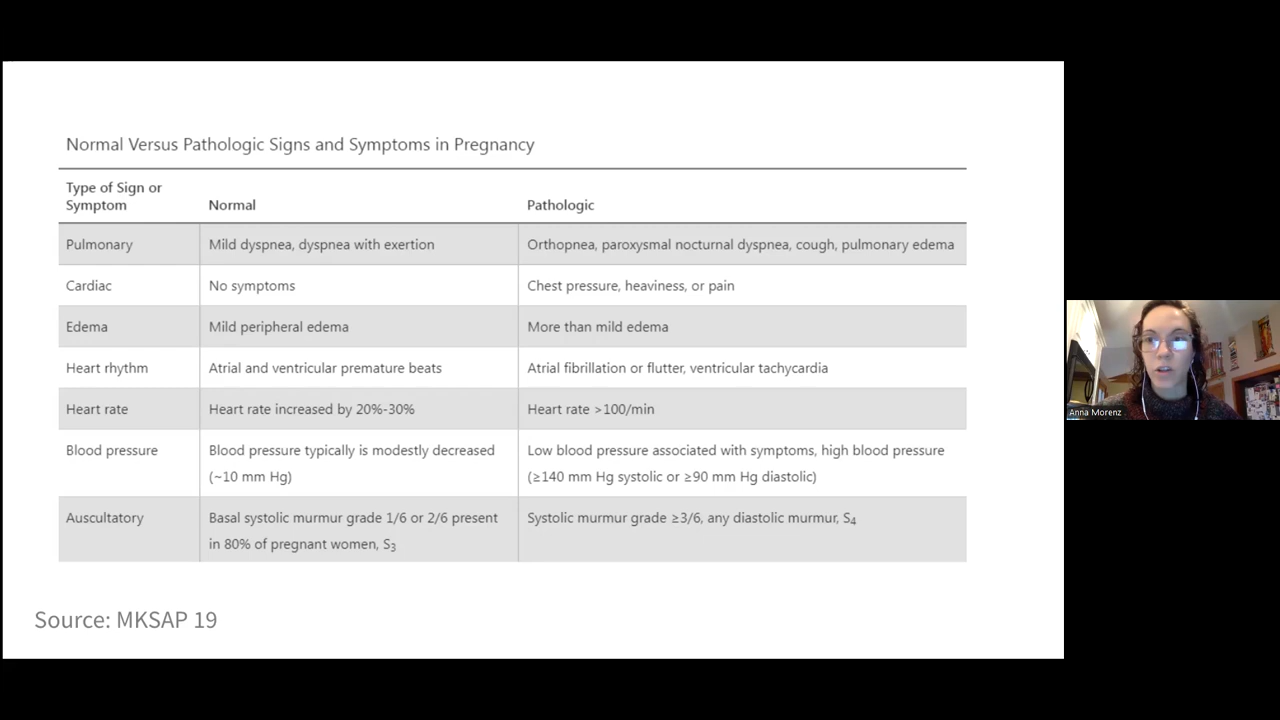 Normal Versus Pathologic Signs and Symptoms in Pregnancy
Type of Sign or
Symptom
Normal
Pathologic
Pulmonary
Mild dyspnea, dyspnea with exertion
Orthopnea, paroxysmal nocturnal dyspnea, cough, pulmonary edema
Cardiac
No symptoms
Chest pressure, heaviness, or pain
Edema
Mild peripheral edema
More than mild edema
Heart rhythm
Atrial and ventricular premature beats
Atrial fibrillation or flutter, ventricular tachycardia
Heart rate
Heart rate increased by 20%-30%
Heart rate >100/min
Blood pressure
Blood pressure typically is modestly decreased
(~10 mm Hg)
Low blood pressure associated with symptoms, high blood pressure
(≥140 mm Hg systolic or ≥90 mm Hg diastolic)
Auscultatory
Basal systolic murmur grade 1/6 or 2/6 present
in 80% of pregnant women, S3
Systolic murmur grade ≥3/6, any diastolic murmur, S4
Source: MKSAP 19
Anna Morenz